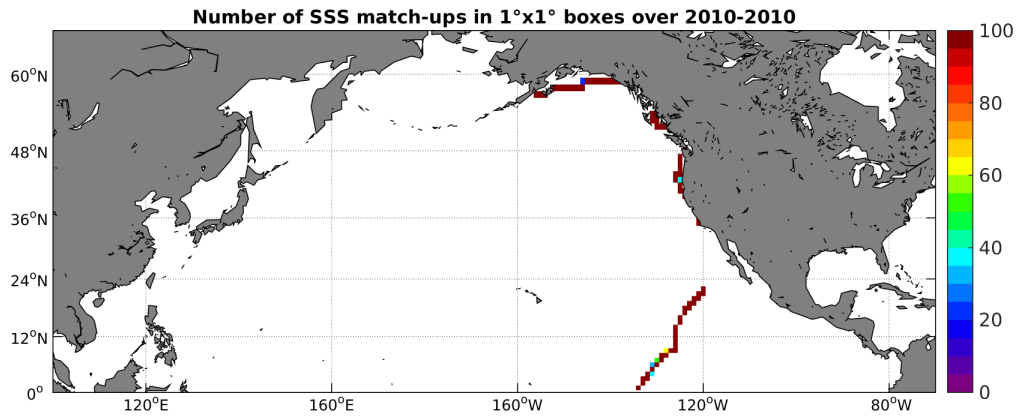 Number of SSS match-ups in 1°x1° boxes over 2010-2010
100
80
60
40
20
0
60°N
48°N
36°N
24°N
12°N
0°
120°E
160°E
160°W
120°W
80°W